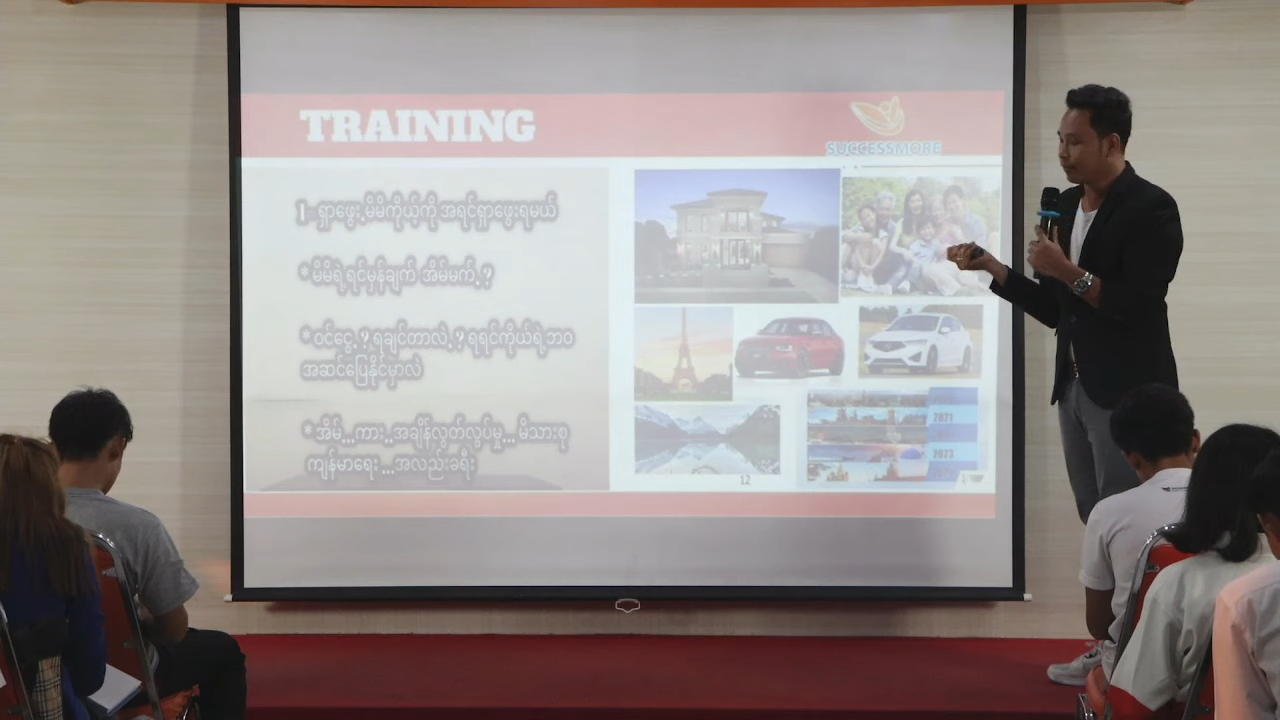 TRAINING
SUCCESSMORE
1- ရှာဖွေး,မိမိကိုယ့်ကို အရင်ရှာဖွေးရမယ်
* မိမိရဲ့ရင်မှန်ချက် အိမ်မက်,?
* ဝင်ငွေ,?ရချင်တာလဲ,?ရရင်ကိုယ်ရဲ့ဘဝ
အဆင်ပြေနိုင်မှာလဲ
* အိမ်...ကား..အချိန်လွတ်လွပ်မှု...မိသားစု
ကျန်မာရေး...အလည်းခရီး
2021
2023
12